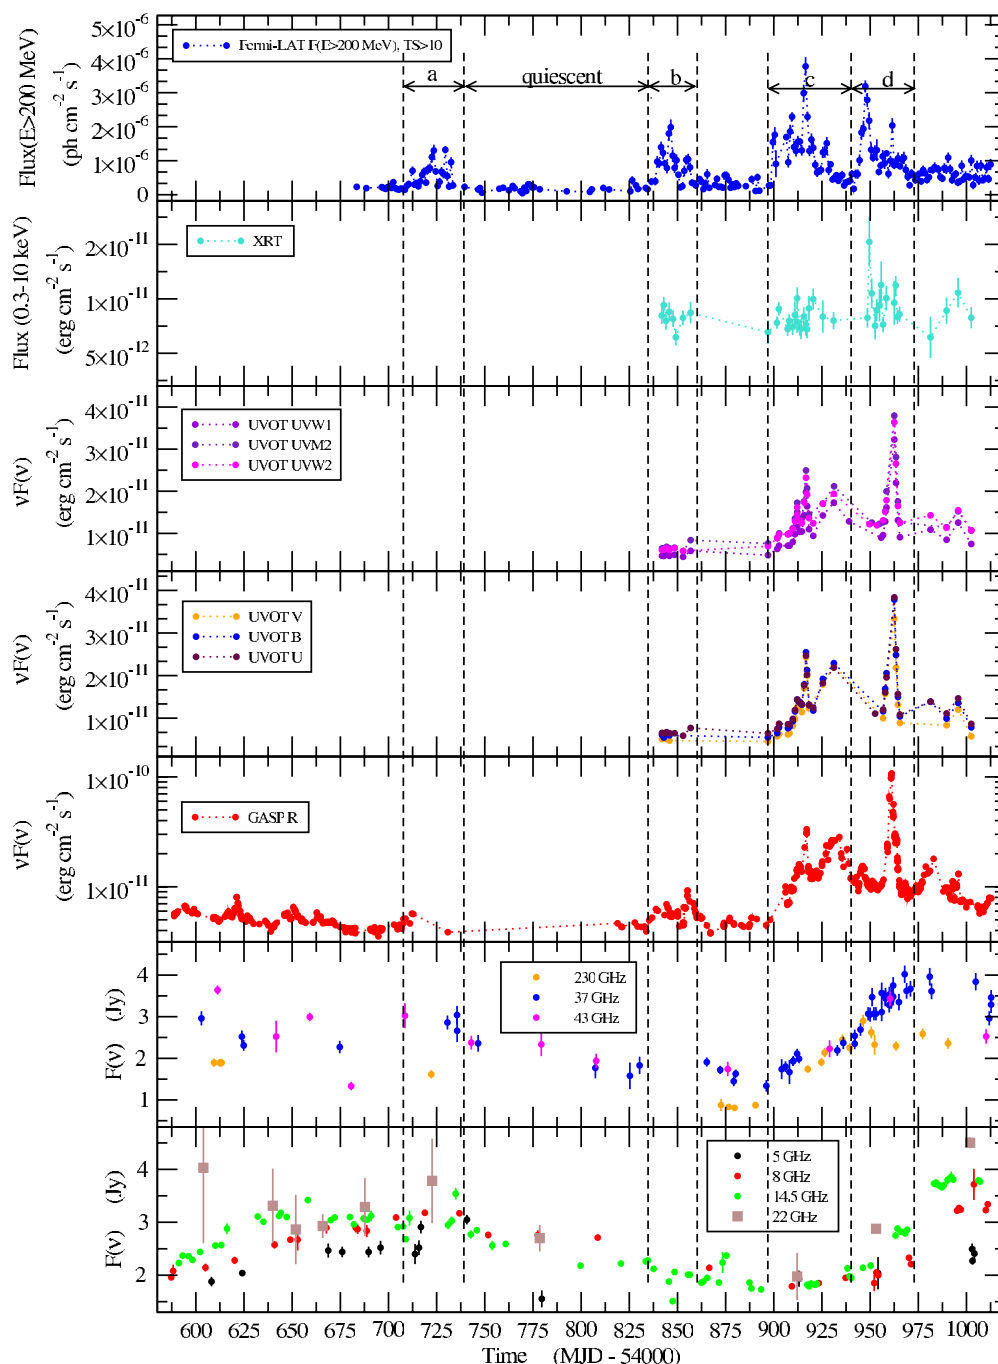 Flux(E>200 MeV)
(ph cm⁻² s⁻¹)
5×10⁻⁶
4×10⁻⁶
3×10⁻⁶
2×10⁻⁶
1×10⁻⁶
0
Fermi-LAT F(E>200 MeV), TS>10
a
quiescent
b
c
d
Flux (0.3-10 keV)
(erg cm⁻² s⁻¹)
2×10⁻¹¹
1×10⁻¹¹
5×10⁻¹²
XRT
νF(ν)
(erg cm⁻² s⁻¹)
4×10⁻¹¹
3×10⁻¹¹
2×10⁻¹¹
1×10⁻¹¹
UVOT UVW1
UVOT UVM2
UVOT UVW2
νF(ν)
(erg cm⁻² s⁻¹)
4×10⁻¹¹
3×10⁻¹¹
2×10⁻¹¹
1×10⁻¹¹
UVOT V
UVOT B
UVOT U
νF(ν)
(erg cm⁻² s⁻¹)
1×10⁻¹⁰
1×10⁻¹¹
GASP R
F(ν) (Jy)
4
3
2
1
230 GHz
37 GHz
43 GHz
F(ν) (Jy)
4
3
2
5 GHz
8 GHz
14.5 GHz
22 GHz
600 625 650 675 700 725 750 775 800 825 850 875 900 925 950 975 1000
Time (MJD - 54000)